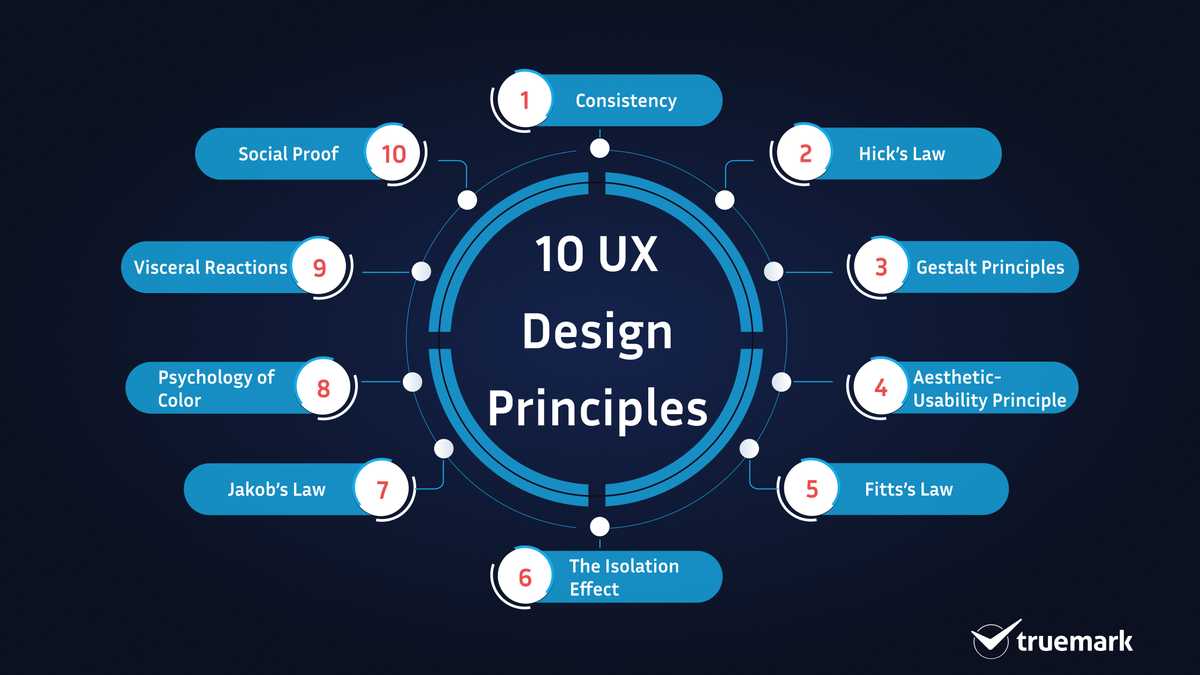 10 UX
Design
Principles
1
Consistency
2
Hick's Law
3
Gestalt Principles
4
Aesthetic-
Usability Principle
5
Fitts's Law
6
The Isolation
Effect
7
Jakob's Law
8
Psychology of
Color
9
Visceral Reactions
10
Social Proof
truemark